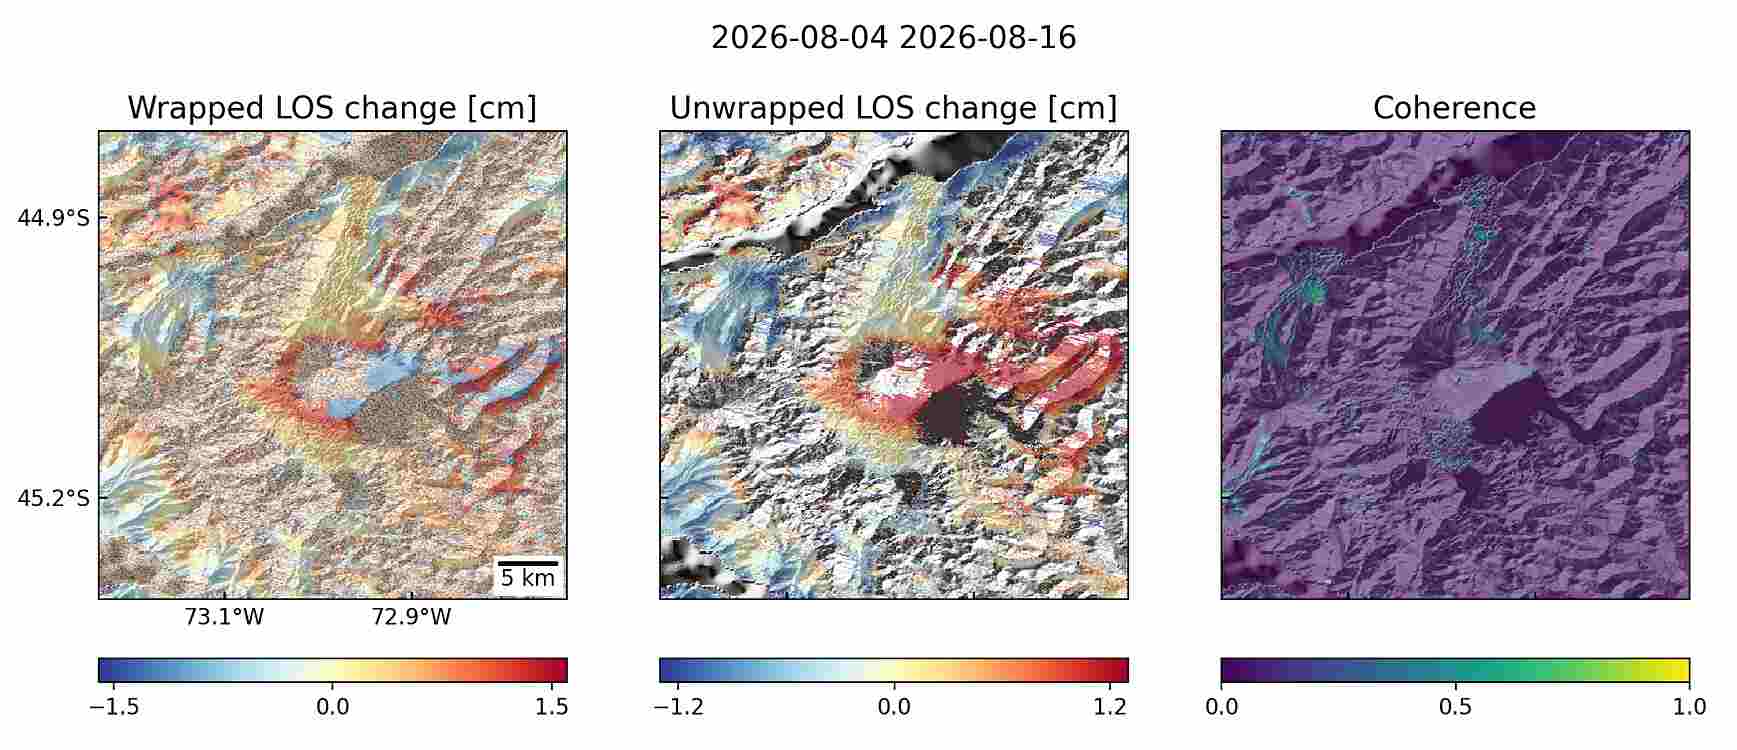 2026-08-04 2026-08-16
Wrapped LOS change [cm]
Unwrapped LOS change [cm]
Coherence
44.9°S
45.2°S
5 km
73.1°W
72.9°W
−1.5
0.0
1.5
−1.2
0.0
1.2
0.0
0.5
1.0